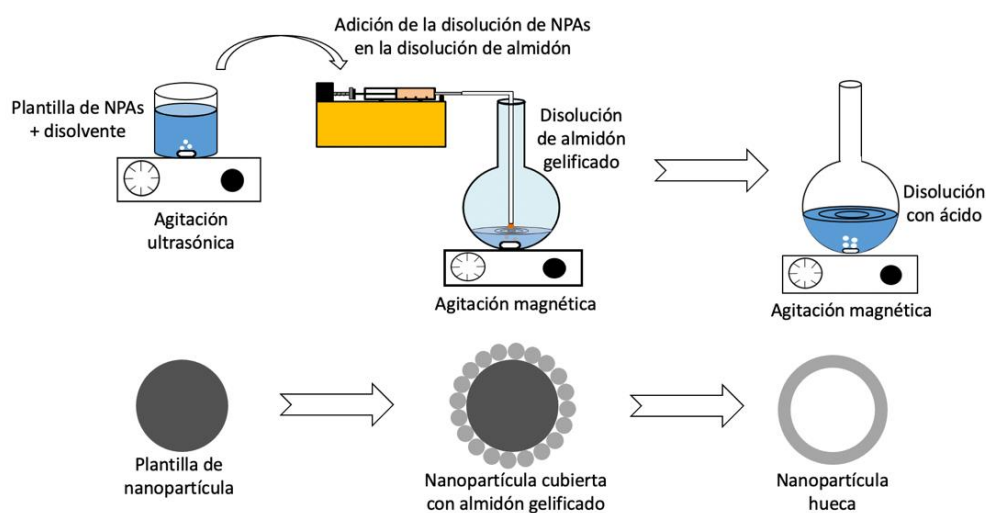 Adición de la disolución de NPAs
en la disolución de almidón
Plantilla de NPAs
+ disolvente
Agitación
ultrasónica
Disolución
de almidón
gelificado
Agitación magnética
Disolución
con ácido
Agitación magnética
Plantilla de
nanopartícula
Nanopartícula cubierta
con almidón gelificado
Nanopartícula
hueca